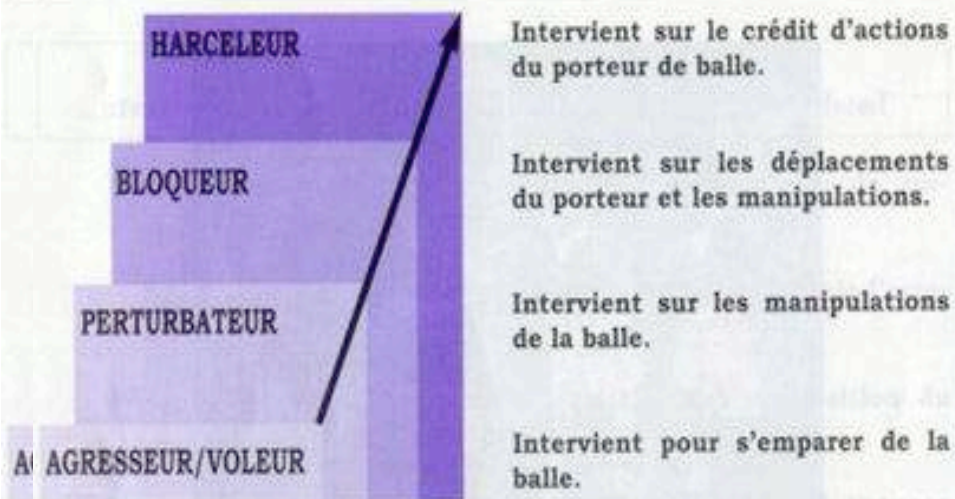 HARCELEUR
Intervient sur le crédit d'actions
du porteur de balle.
BLOQUEUR
Intervient sur les déplacements
du porteur et les manipulations.
PERTURBATEUR
Intervient sur les manipulations
de la balle.
AGRESSEUR/VOLEUR
Intervient pour s'emparer de la
balle.